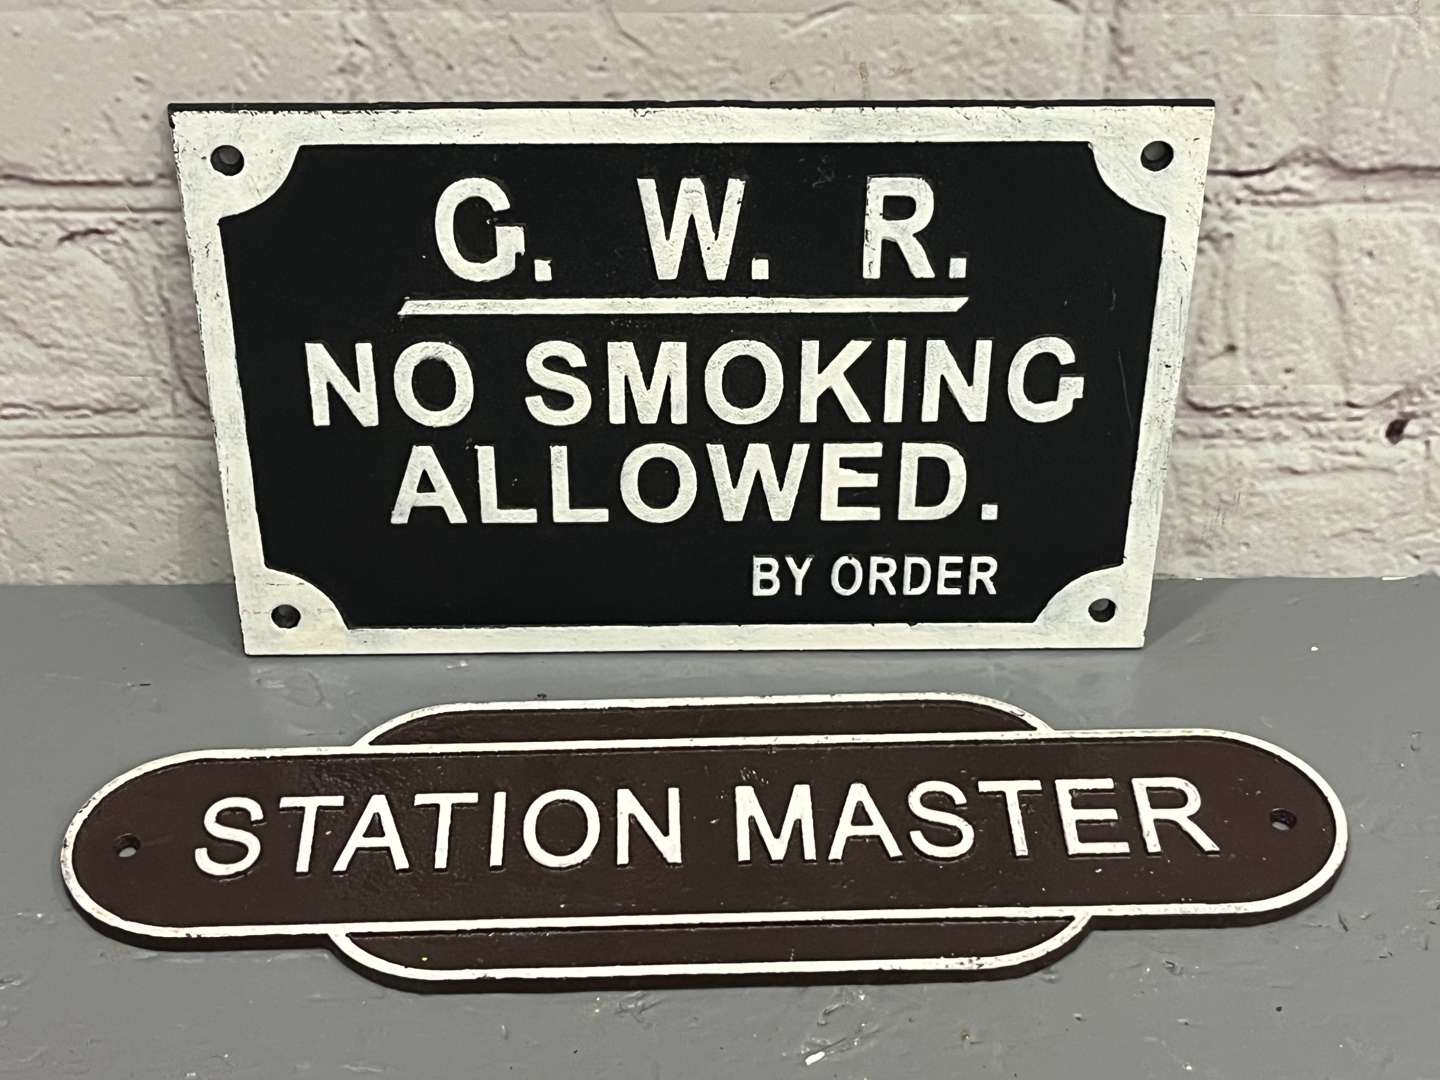 G. W. R.
NO SMOKING
ALLOWED.
BY ORDER
STATION MASTER